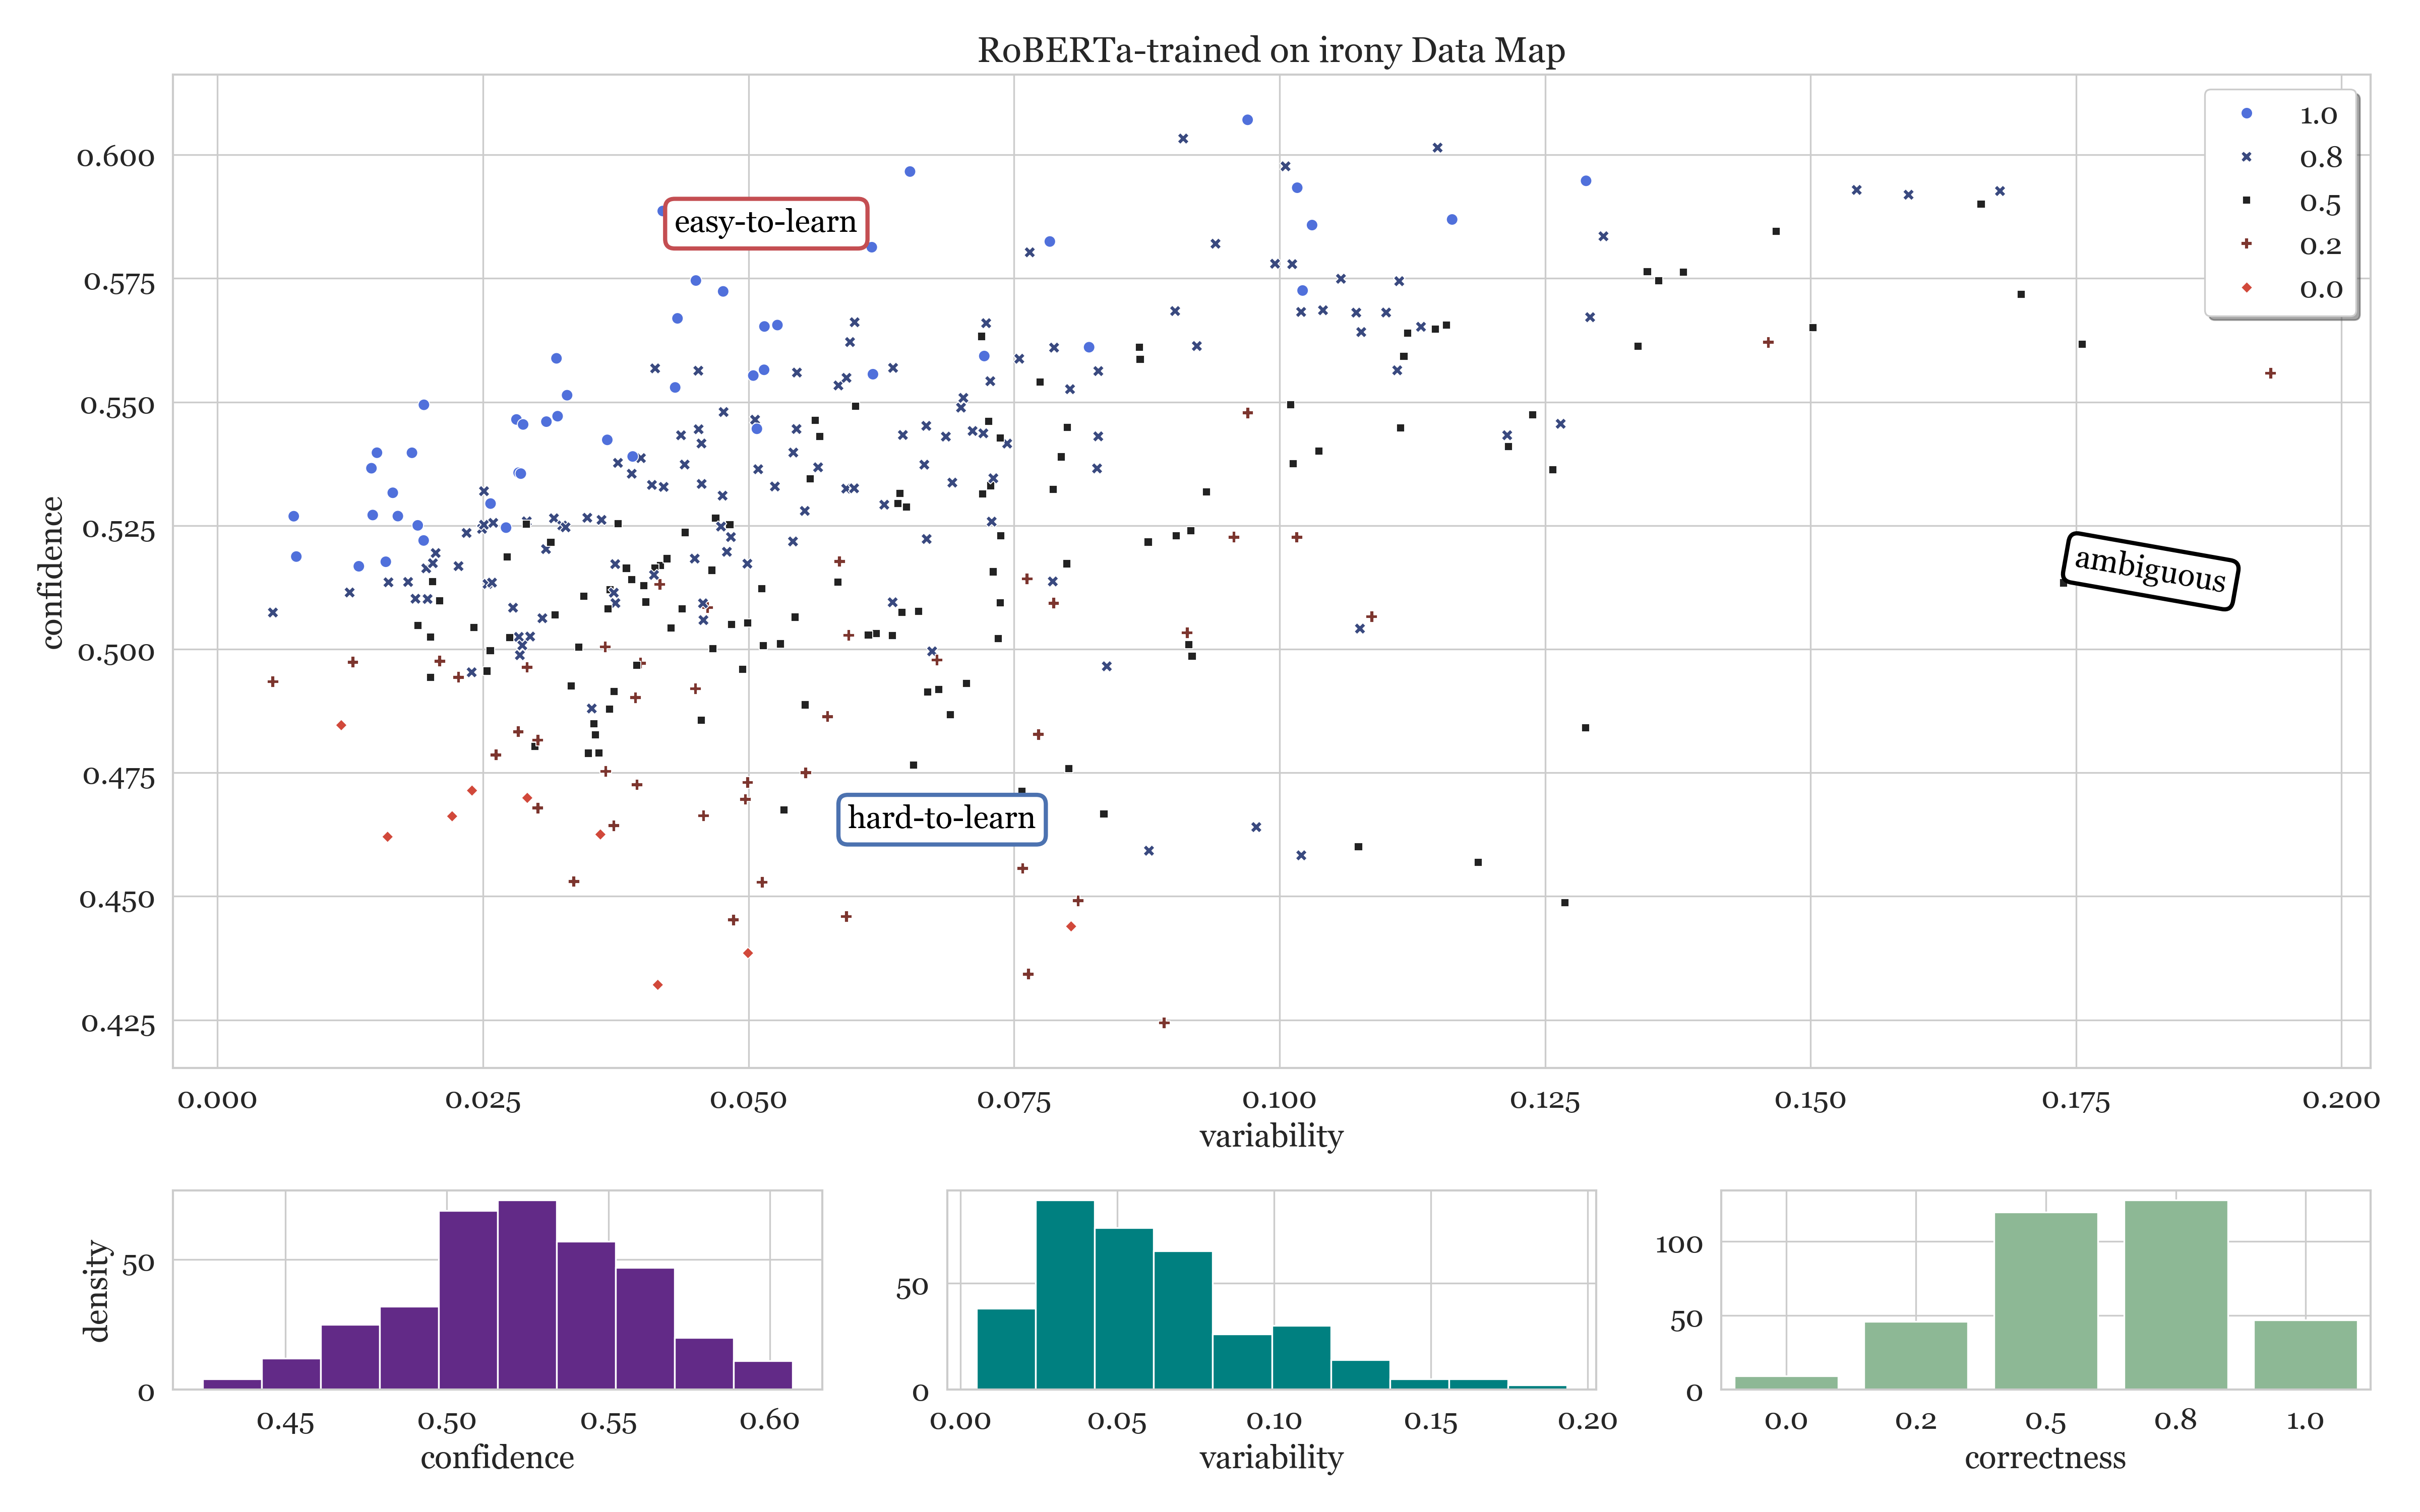 RoBERTa-trained on irony Data Map
confidence
0.600
0.575
0.550
0.525
0.500
0.475
0.450
0.425
1.0
0.8
0.5
0.2
0.0
easy-to-learn
ambiguous
hard-to-learn
0.000 0.025 0.050 0.075 0.100 0.125 0.150 0.175 0.200
variability
density
50
0
0.45 0.50 0.55 0.60
confidence
50
0
0.00 0.05 0.10 0.15 0.20
variability
100
50
0
0.0 0.2 0.5 0.8 1.0
correctness